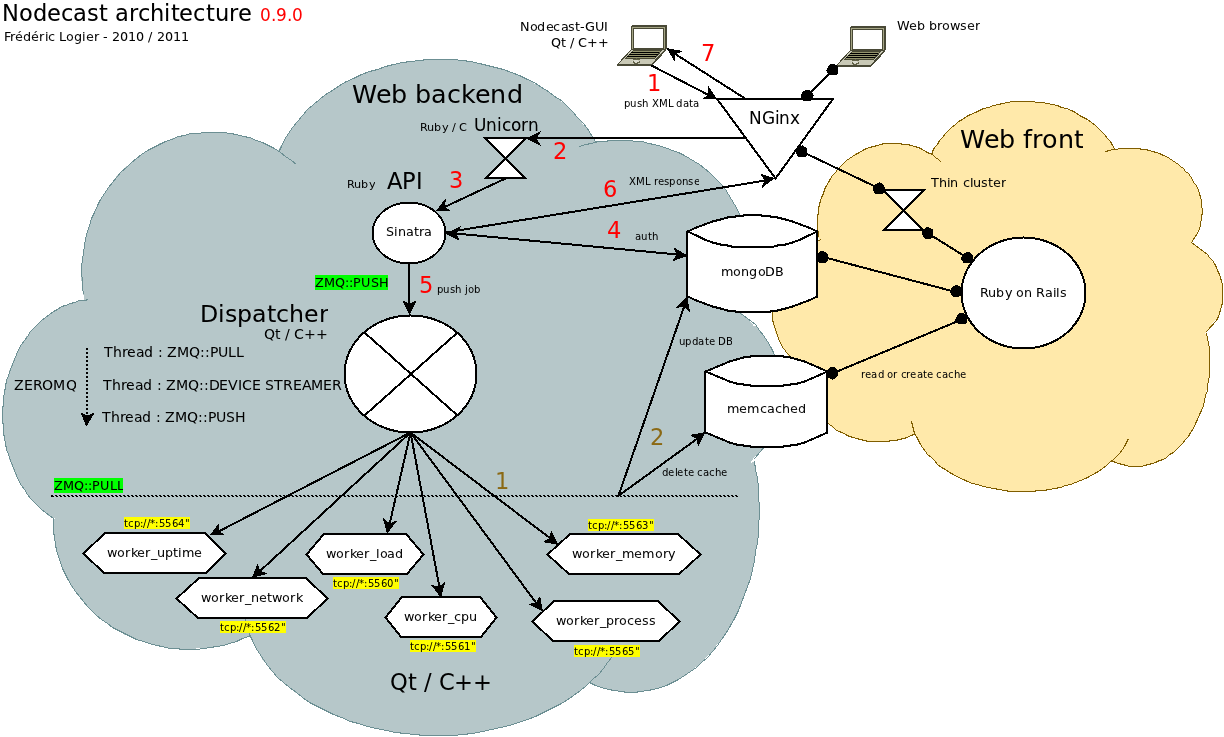 Nodecast architecture 0.9.0
Frédéric Logier - 2010 / 2011
Nodecast-GUI
Qt / C++
Web browser
7
1
push XML data
NGinx
Web backend
Ruby / C Unicorn
2
Web front
Thin cluster
Ruby API
3
6 XML response
Sinatra
4 auth
mongoDB
Ruby on Rails
ZMQ::PUSH
5 push job
Dispatcher
Qt / C++
ZEROMQ
Thread : ZMQ::PULL
Thread : ZMQ::DEVICE STREAMER
Thread : ZMQ::PUSH
update DB
read or create cache
memcached
2
delete cache
1
ZMQ::PULL
tcp://*:5564"
worker_uptime
worker_load
tcp://*:5560"
tcp://*:5563"
worker_memory
worker_network
tcp://*:5562"
worker_cpu
tcp://*:5561"
worker_process
tcp://*:5565"
Qt / C++